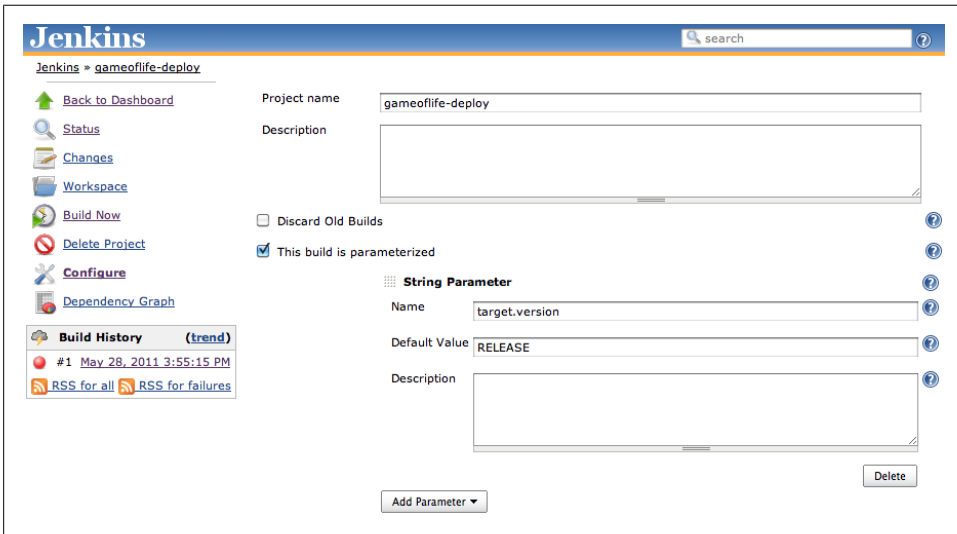 Jenkins
search
Jenkins » gameoflife-deploy
Back to Dashboard
Status
Changes
Workspace
Build Now
Delete Project
Configure
Dependency Graph
Build History (trend)
#1 May 28, 2011 3:55:15 PM
RSS for all RSS for failures
Project name gameoflife-deploy
Description
Discard Old Builds
This build is parameterized
String Parameter
Name target.version
Default Value RELEASE
Description
Delete
Add Parameter